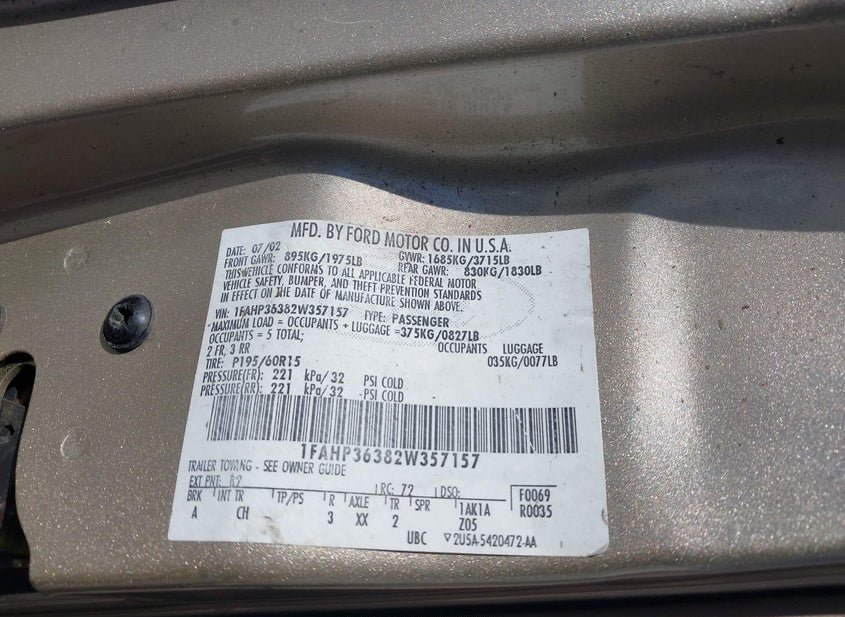 MFD. BY FORD MOTOR CO. IN U.S.A.
DATE: 07/02 GVWR: 1685KG/3715LB
FRONT GAWR: 895KG/1975LB REAR GAWR: 830KG/1830LB
THIS VEHICLE CONFORMS TO ALL APPLICABLE FEDERAL MOTOR
VEHICLE SAFETY, BUMPER, AND THEFT PREVENTION STANDARDS
IN EFFECT ON THE DATE OF MANUFACTURE SHOWN ABOVE.
VIN: 1FAHP36382W357157 TYPE: PASSENGER
MAXIMUM LOAD = OCCUPANTS + LUGGAGE =375KG/0827LB
OCCUPANTS = 5 TOTAL; OCCUPANTS LUGGAGE
2 FR, 3 RR 035KG/0077LB
TIRE: P195/60R15
PRESSURE(FR): 221 kPa/32 PSI COLD
PRESSURE(RR): 221 kPa/32 PSI COLD
1FAHP36382W357157
TRAILER TOWING - SEE OWNER GUIDE
EXT PNT: B2 RC: 72 DSO: F0069
BRK INT TR TP/PS R AXLE TR SPR 1AK1A R0035
A CH 3 XX 2 Z05
UBC ▽2U5A-5420472-AA